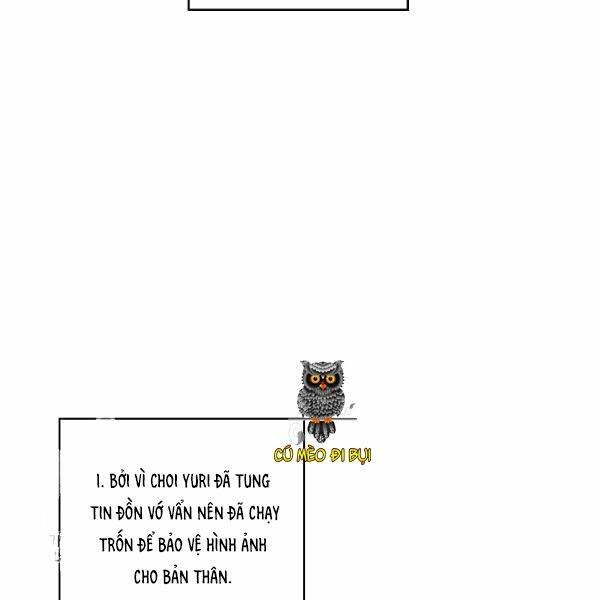 CÚ MÈO ĐI BỤI
1. BỞI VÌ CHOI YURI ĐÃ TUNG
TIN ĐỒN VỚ VẨN NÊN ĐÃ CHẠY
TRỐN ĐỂ BẢO VỆ HÌNH ẢNH
CHO BẢN THÂN.